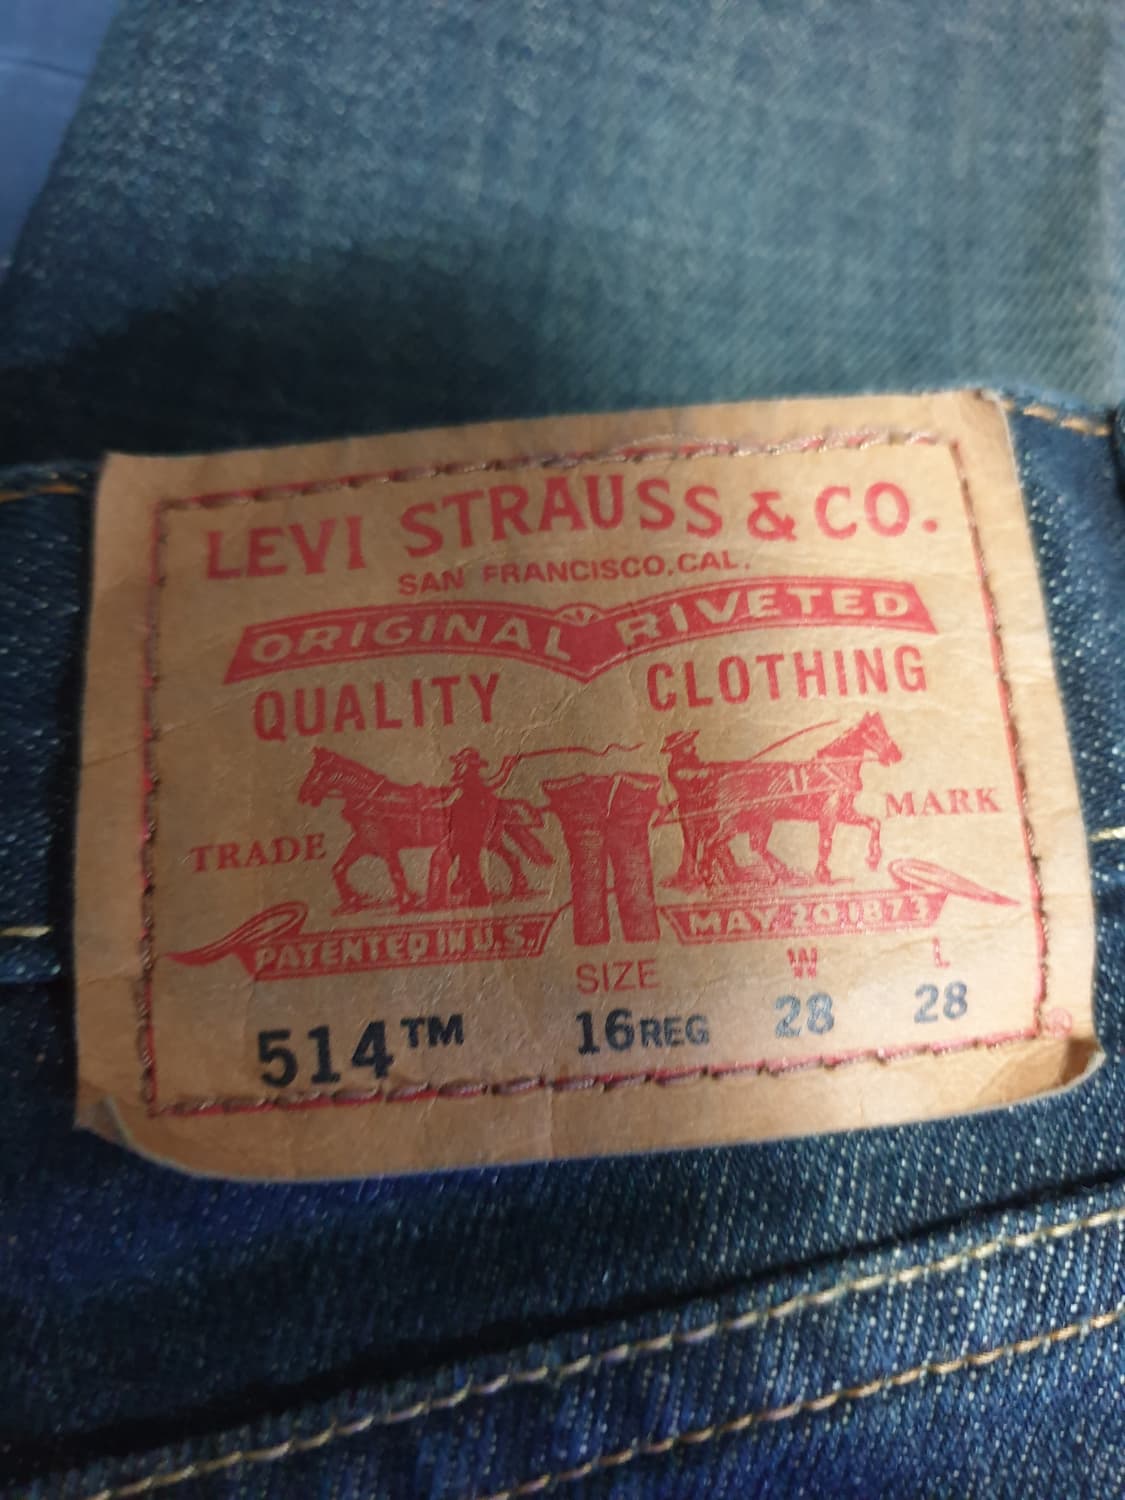 LEVI STRAUSS & CO.
SAN FRANCISCO, CAL.
ORIGINAL RIVETED
QUALITY CLOTHING
TRADE MARK
PATENTED IN U.S. MAY 20 1873
SIZE W L
514™ 16REG 28 28
®